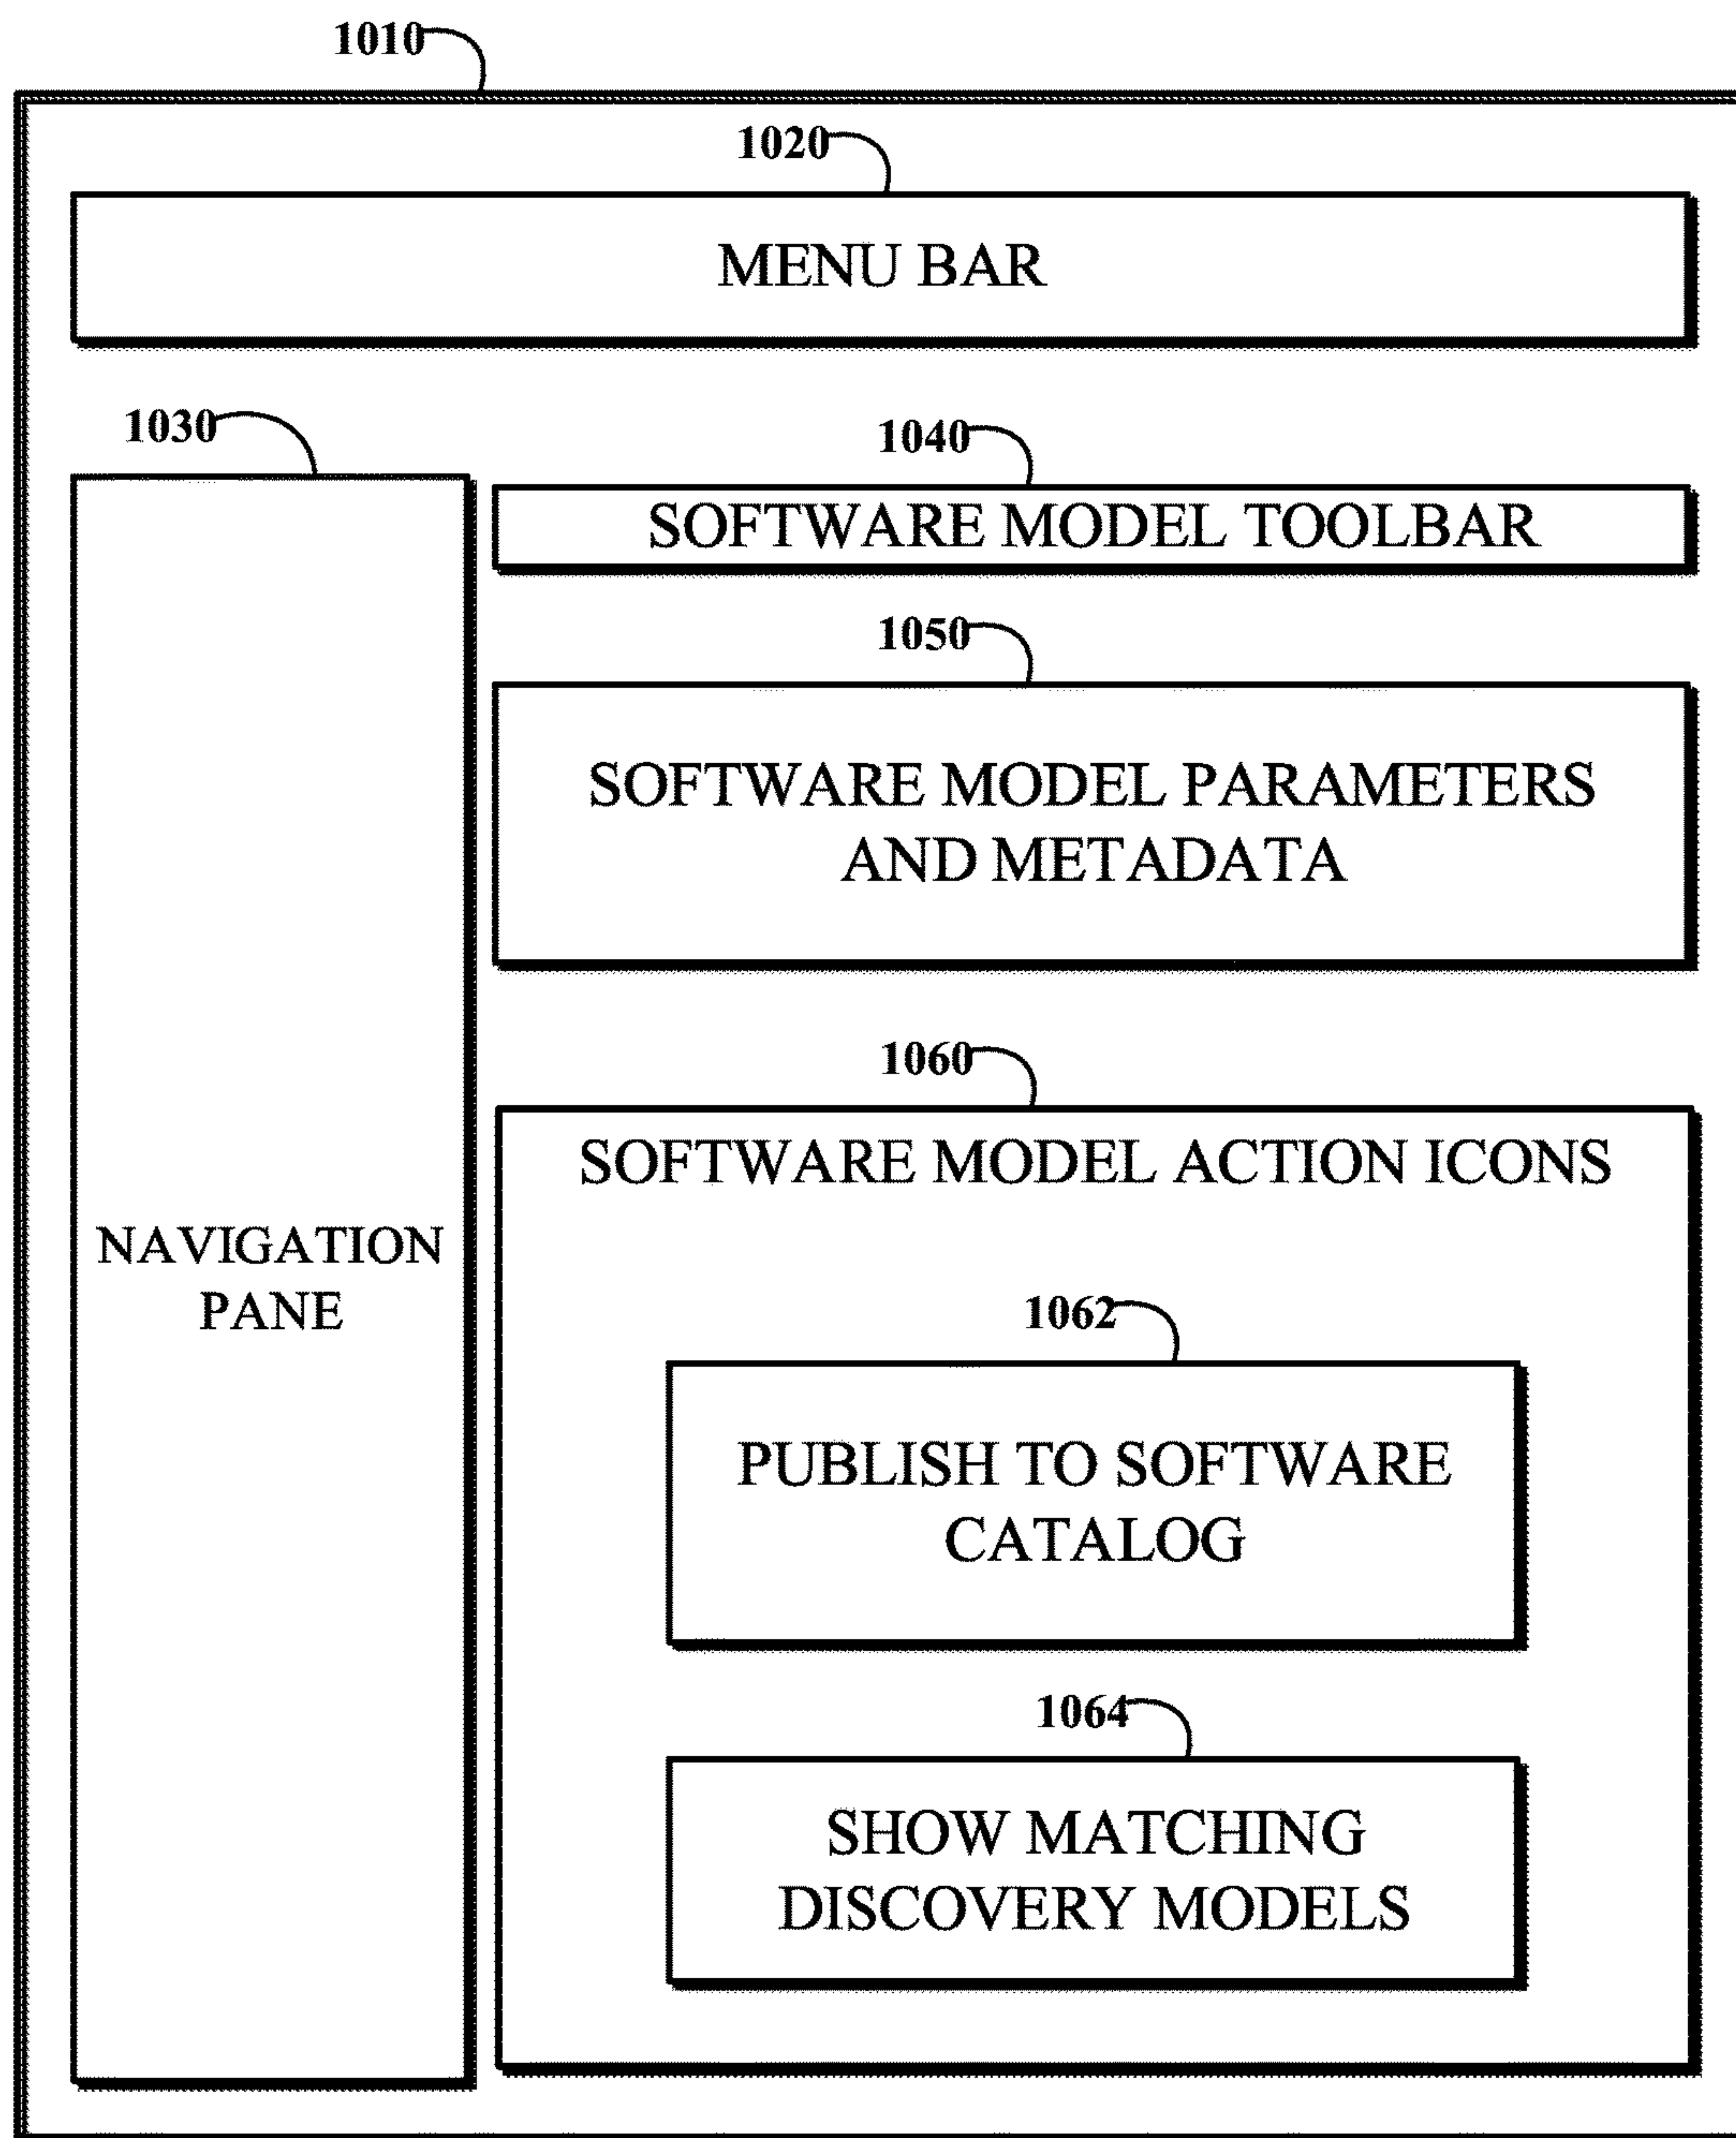 1010
1020
MENU BAR
1030
NAVIGATION
PANE
1040
SOFTWARE MODEL TOOLBAR
1050
SOFTWARE MODEL PARAMETERS
AND METADATA
1060
SOFTWARE MODEL ACTION ICONS
1062
PUBLISH TO SOFTWARE
CATALOG
1064
SHOW MATCHING
DISCOVERY MODELS